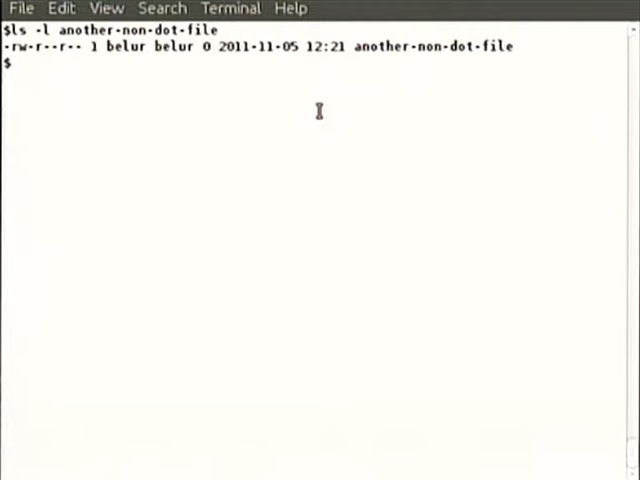 File Edit View Search Terminal Help
$ls -l another-non-dot-file
-rw-r--r-- 1 belur belur 0 2011-11-05 12:21 another-non-dot-file
$